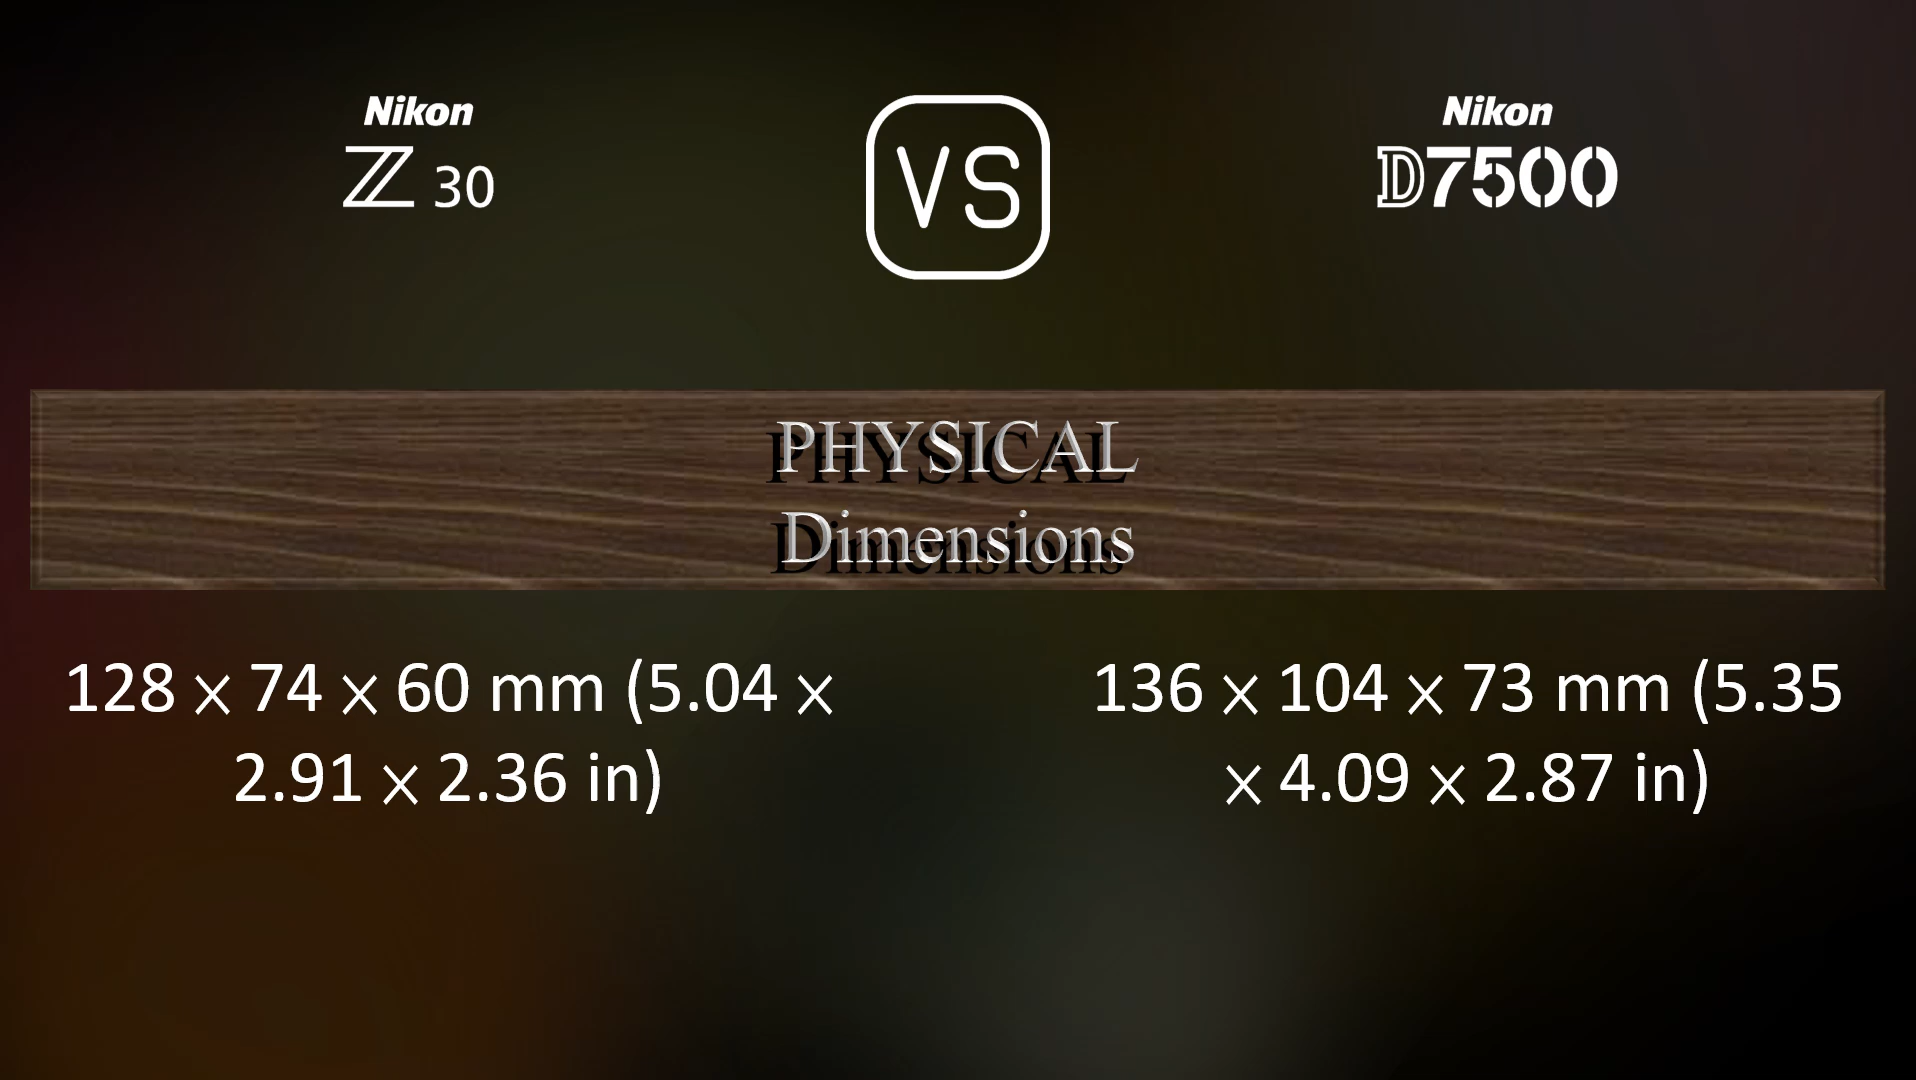 Nikon
Z 30
VS
Nikon
D7500
PHYSICAL
Dimensions
128 x 74 x 60 mm (5.04 x
2.91 x 2.36 in)
136 x 104 x 73 mm (5.35
x 4.09 x 2.87 in)